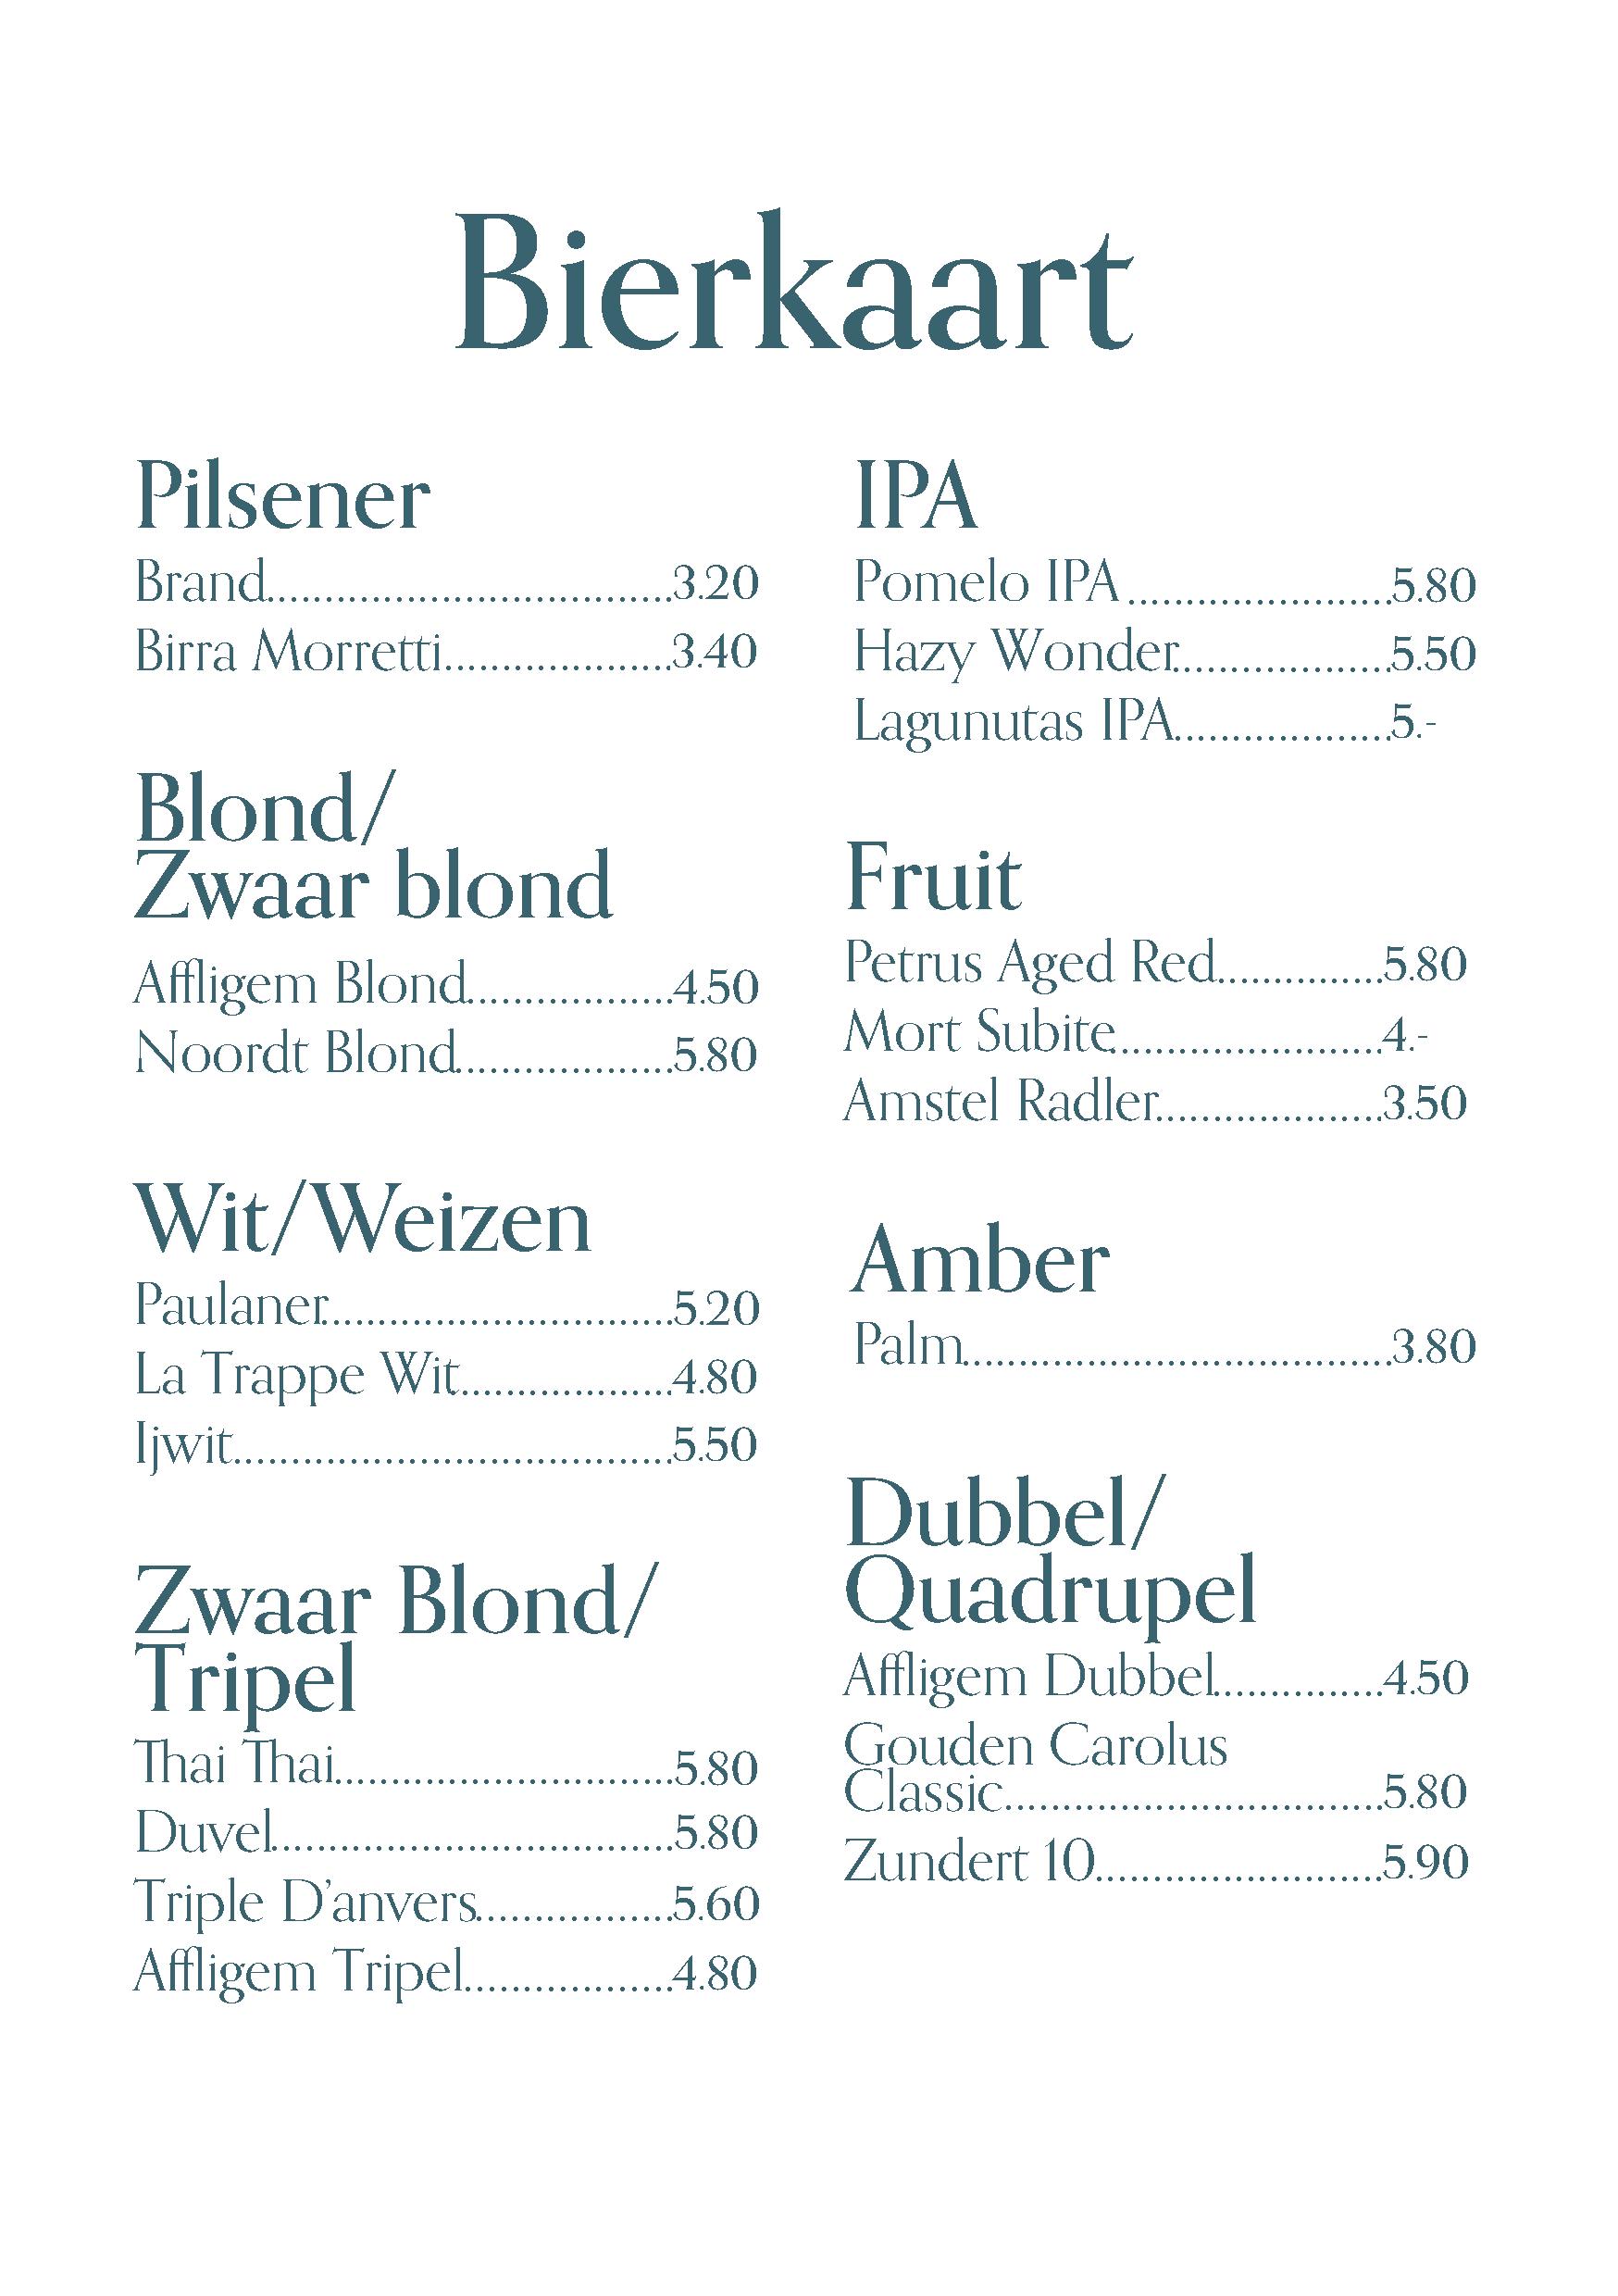 Bierkaart
Pilsener
Brand..................................3.20
Birra Morretti...................3.40
Blond/
Zwaar blond
Affligem Blond.................4.50
Noordt Blond..................5.80
Wit/Weizen
Paulaner.............................5.20
La Trappe Wit.................4.80
Ijwit.....................................5.50
Zwaar Blond/
Tripel
Thai Thai............................5.80
Duvel..................................5.80
Triple D’anvers................5.60
Affligem Tripel.................4.80
IPA
Pomelo IPA ......................5.80
Hazy Wonder..................5.50
Lagunutas IPA..................5.-
Fruit
Petrus Aged Red.............5.80
Mort Subite.......................4.-
Amstel Radler...................3.50
Amber
Palm....................................3.80
Dubbel/
Quadrupel
Affligem Dubbel..............4.50
Gouden Carolus
Classic................................5.80
Zundert 10........................5.90